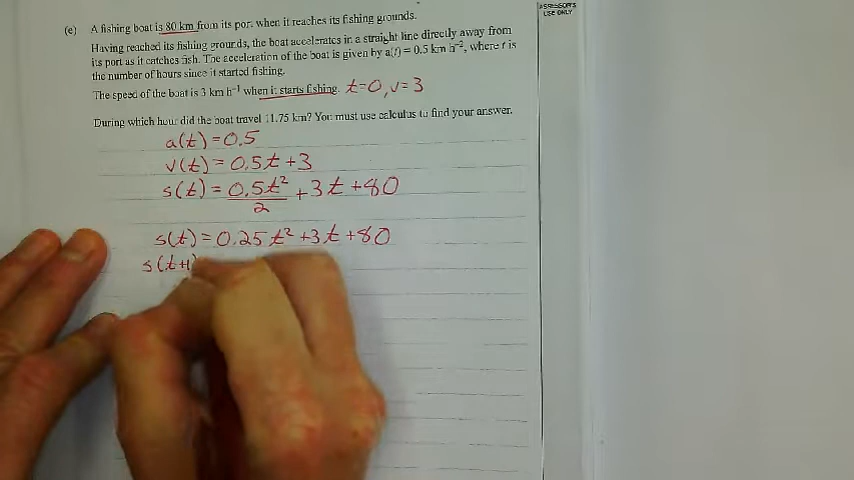 ASSESSOR'S
USE ONLY
(e) A fishing boat is 80 km from its port when it reaches its fishing grounds.
Having reached its fishing grounds, the boat accelerates in a straight line directly away from
its port as it catches fish. The acceleration of the boat is given by a(t) = 0.5 km h⁻², where t is
the number of hours since it started fishing.
The speed of the boat is 3 km h⁻¹ when it starts fishing. t=0, v=3
During which hour did the boat travel 11.75 km? You must use calculus to find your answer.
a(t)=0.5
v(t)=0.5t+3
s(t)=0.5t²/2+3t+80
s(t)=0.25t²+3t+80
s(t+1)